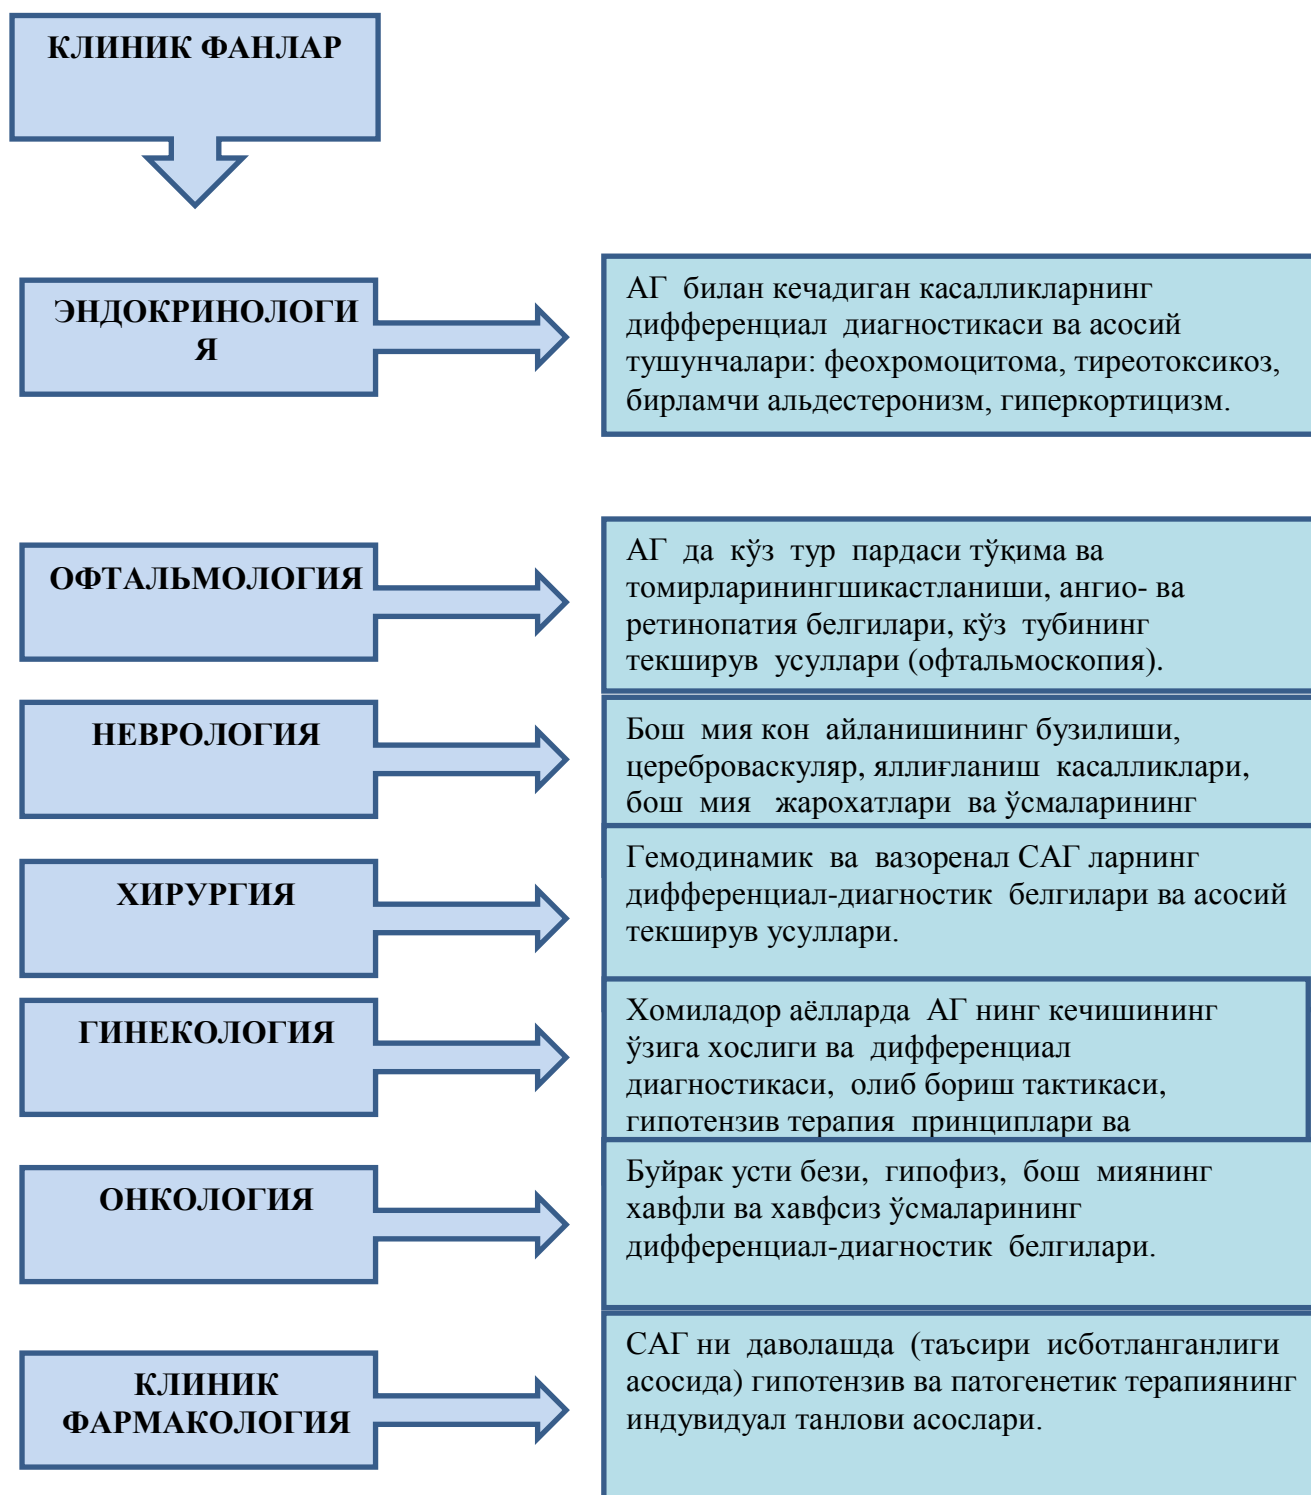 КЛИНИК ФАНЛАР
ЭНДОКРИНОЛОГИ
Я
АГ билан кечадиган касалликларнинг
дифференциал диагностикаси ва асосий
тушунчалари: феохромоцитома, тиреотоксикоз,
бирламчи альдестеронизм, гиперкортицизм.
ОФТАЛЬМОЛОГИЯ
АГ да кўз тур пардаси тўқима ва
томирларинингшикастланиши, ангио- ва
ретинопатия белгилари, кўз тубининг
текширув усуллари (офтальмоскопия).
НЕВРОЛОГИЯ
Бош мия кон айланишининг бузилиши,
цереброваскуляр, яллиғланиш касалликлари,
бош мия жарохатлари ва ўсмаларининг
ХИРУРГИЯ
Гемодинамик ва вазоренал САГ ларнинг
дифференциал-диагностик белгилари ва асосий
текширув усуллари.
ГИНЕКОЛОГИЯ
Хомиладор аёлларда АГ нинг кечишининг
ўзига хослиги ва дифференциал
диагностикаси, олиб бориш тактикаси,
гипотензив терапия принциплари ва
ОНКОЛОГИЯ
Буйрак усти бези, гипофиз, бош миянинг
хавфли ва хавфсиз ўсмаларининг
дифференциал-диагностик белгилари.
КЛИНИК
ФАРМАКОЛОГИЯ
САГ ни даволашда (таъсири исботланганлиги
асосида) гипотензив ва патогенетик терапиянинг
индувидуал танлови асослари.